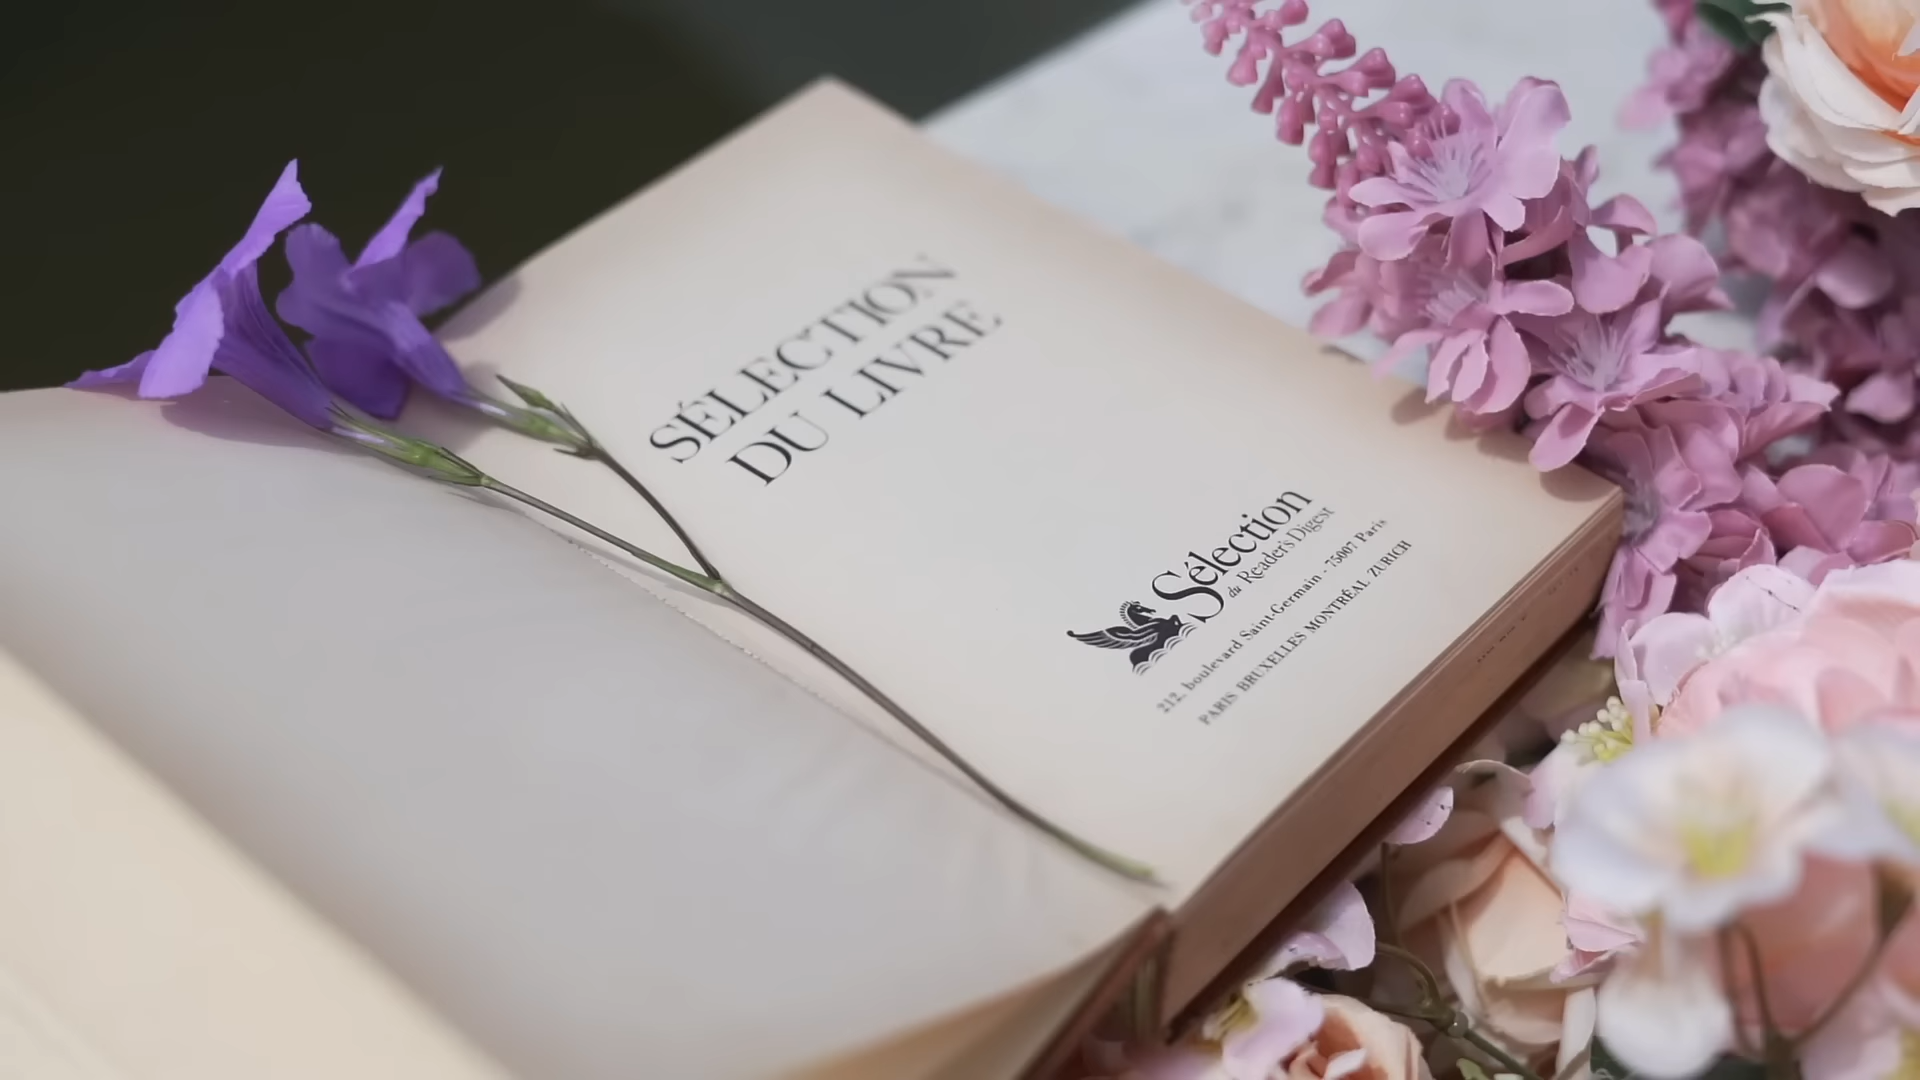 SÉLECTION
DU LIVRE
Sélection
du Reader's Digest
212, boulevard Saint-Germain - 75007 Paris
PARIS BRUXELLES MONTRÉAL ZURICH